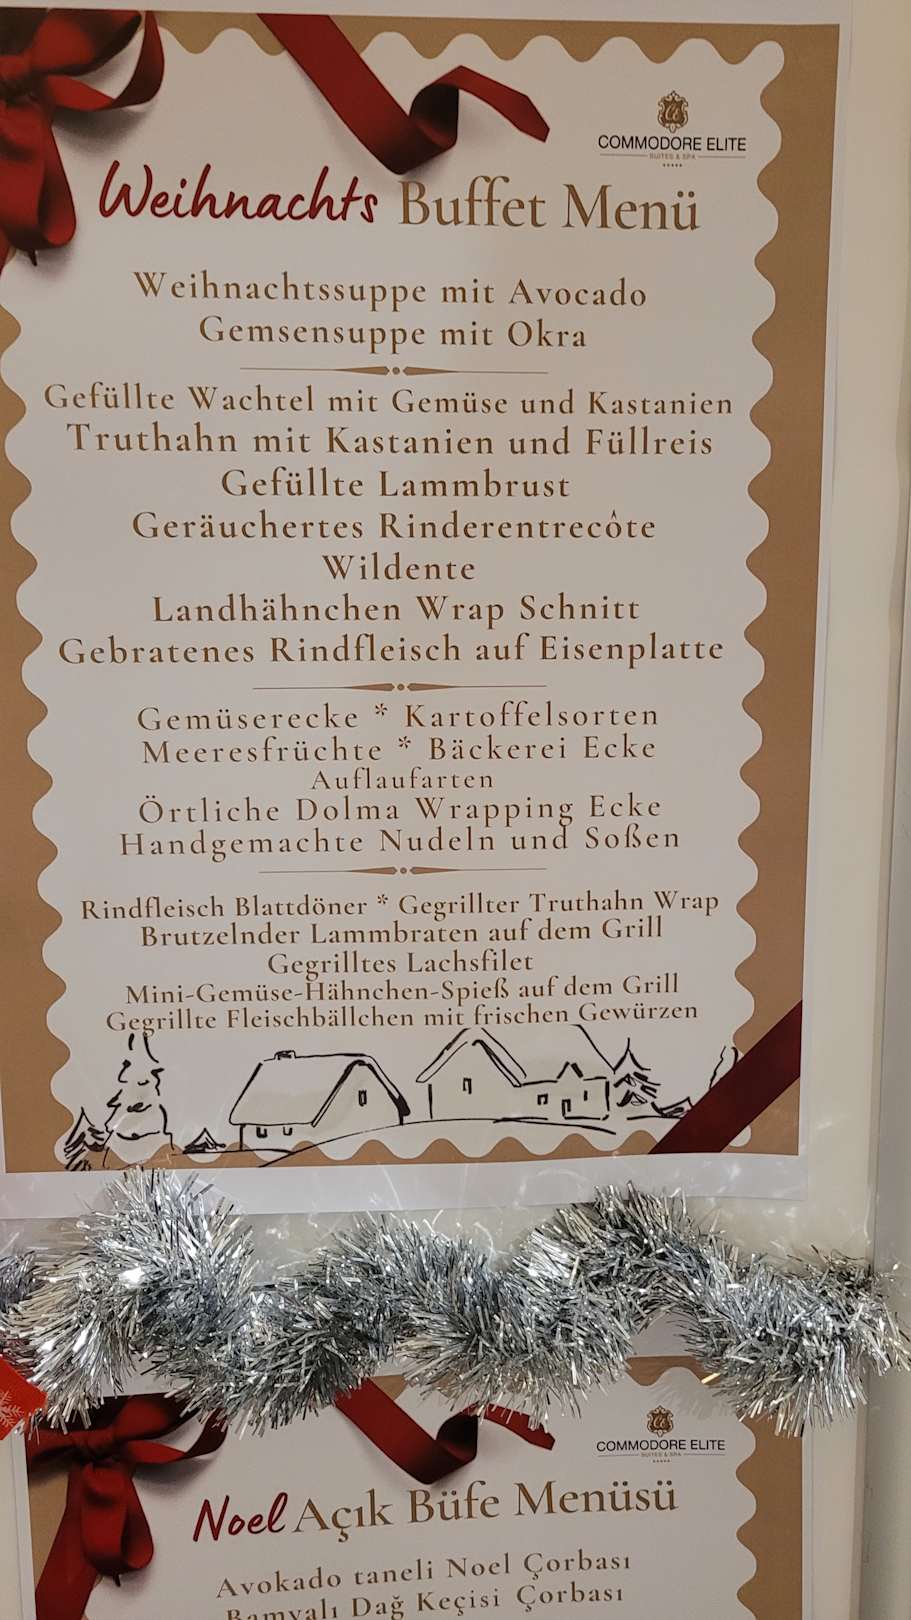 COMMODORE ELITE
SUITES & SPA
Weihnachts Buffet Menü
Weihnachtssuppe mit Avocado
Gemsensuppe mit Okra
Gefüllte Wachtel mit Gemüse und Kastanien
Truthahn mit Kastanien und Füllreis
Gefüllte Lammbrust
Geräuchertes Rinderentrecôte
Wildente
Landhähnchen Wrap Schnitt
Gebratenes Rindfleisch auf Eisenplatte
Gemüserecke * Kartoffelsorten
Meeresfrüchte * Bäckerei Ecke
Auflaufarten
Örtliche Dolma Wrapping Ecke
Handgemachte Nudeln und Soßen
Rindfleisch Blattdöner * Gegrillter Truthahn Wrap
Brutzelnder Lammbraten auf dem Grill
Gegrilltes Lachsfilet
Mini-Gemüse-Hähnchen-Spieß auf dem Grill
Gegrillte Fleischbällchen mit frischen Gewürzen
COMMODORE ELITE
SUITES & SPA
Noel Açık Büfe Menüsü
Avokado taneli Noel Çorbası
Bamyalı Dağ Keçisi Çorbası